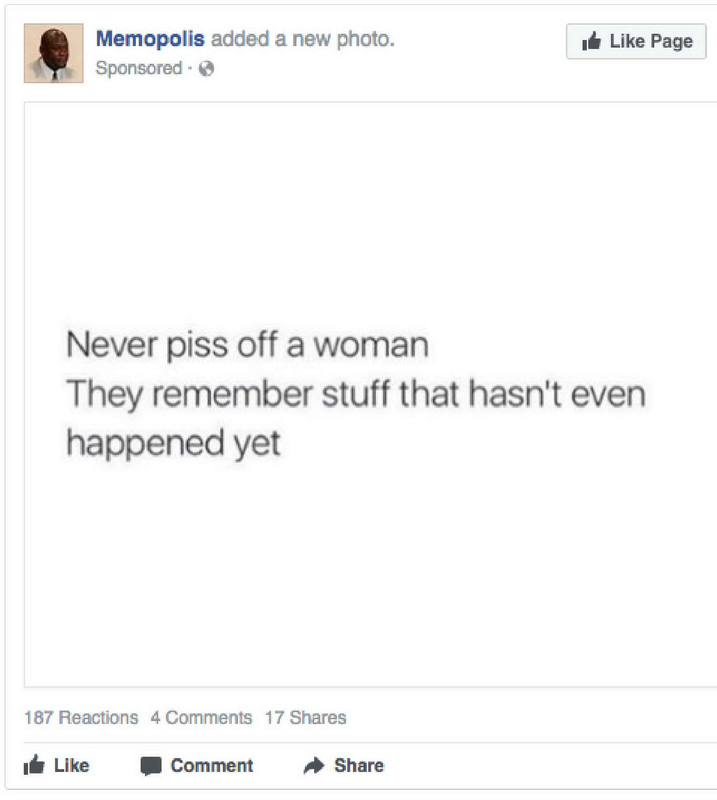 Memopolis added a new photo.
Like Page
Sponsored ·
Never piss off a woman
They remember stuff that hasn't even
happened yet
187 Reactions 4 Comments 17 Shares
Like Comment Share